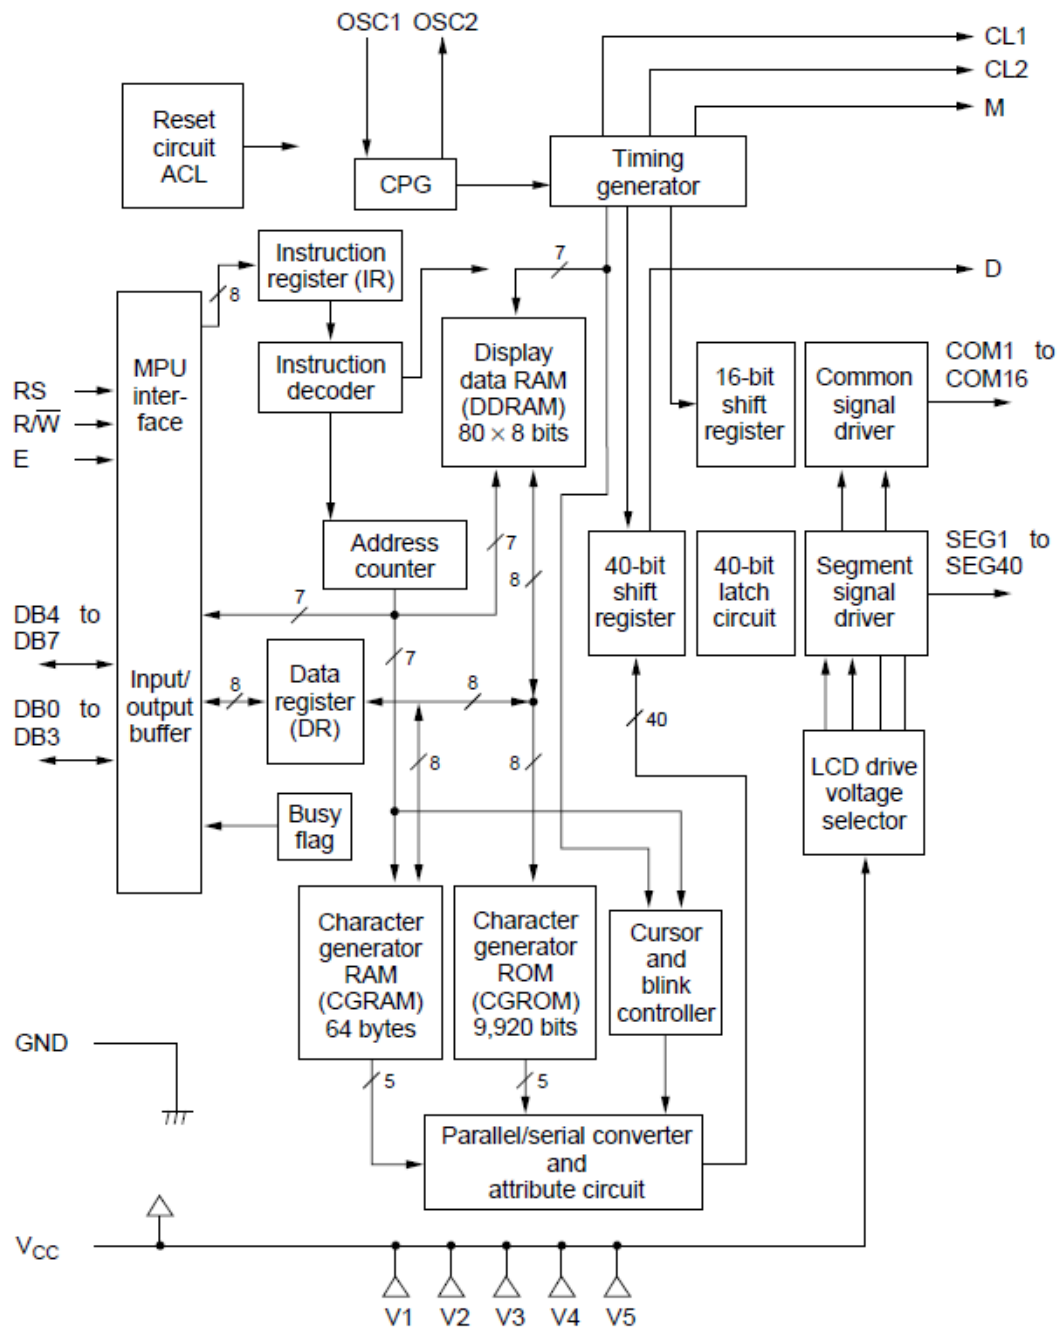 OSC1 OSC2
CL1
CL2
M
Reset
circuit
ACL
CPG
Timing
generator
Instruction
register (IR)
8
7
D
MPU
inter-
face
Instruction
decoder
Display
data RAM
(DDRAM)
80 × 8 bits
16-bit
shift
register
Common
signal
driver
COM1 to
COM16
RS
R/W̅
E
Address
counter
7
8
40-bit
shift
register
40-bit
latch
circuit
Segment
signal
driver
SEG1 to
SEG40
DB4 to
DB7
7
7
Input/
output
buffer
8
Data
register
(DR)
8
DB0 to
DB3
8
8
40
LCD drive
voltage
selector
Busy
flag
Character
generator
RAM
(CGRAM)
64 bytes
Character
generator
ROM
(CGROM)
9,920 bits
Cursor
and
blink
controller
GND
5
5
Parallel/serial converter
and
attribute circuit
VCC
V1 V2 V3 V4 V5